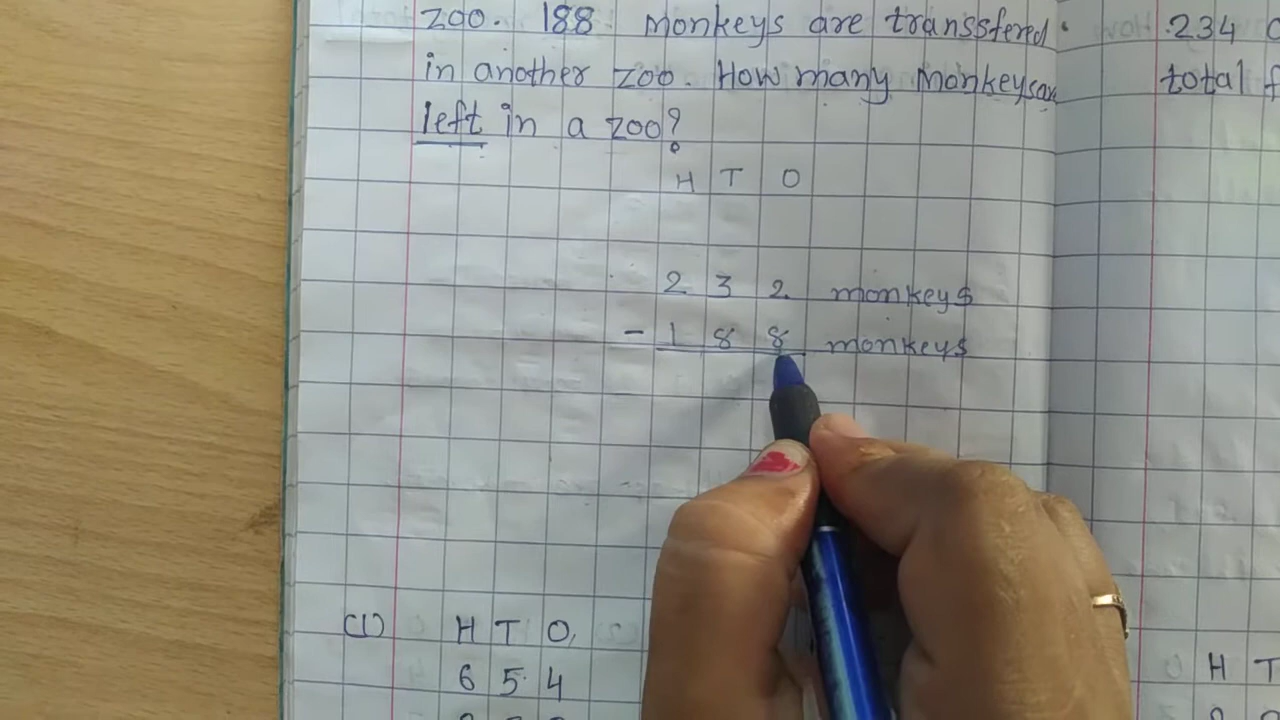 zoo. 188 monkeys are transsfered.
in another zoo. How many monkeys are
left in a zoo?
H T O
2 3 2 monkeys
- 1 8 8 monkeys
(1) H T O
6 5 4
234
total
H T